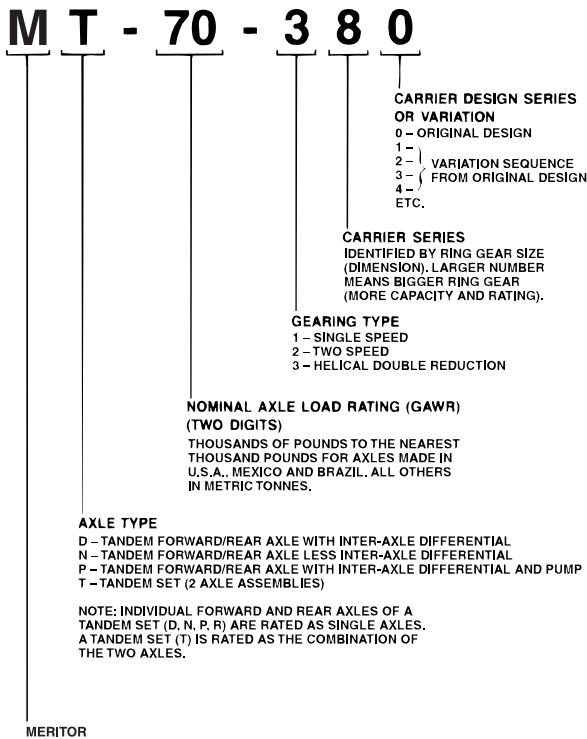 MT - 70 - 380
CARRIER DESIGN SERIES
OR VARIATION
0 – ORIGINAL DESIGN
1 –
2 – VARIATION SEQUENCE
3 – FROM ORIGINAL DESIGN
4 –
ETC.
CARRIER SERIES
IDENTIFIED BY RING GEAR SIZE
(DIMENSION). LARGER NUMBER
MEANS BIGGER RING GEAR
(MORE CAPACITY AND RATING).
GEARING TYPE
1 – SINGLE SPEED
2 – TWO SPEED
3 – HELICAL DOUBLE REDUCTION
NOMINAL AXLE LOAD RATING (GAWR)
(TWO DIGITS)
THOUSANDS OF POUNDS TO THE NEAREST
THOUSAND POUNDS FOR AXLES MADE IN
U.S.A., MEXICO AND BRAZIL. ALL OTHERS
IN METRIC TONNES.
AXLE TYPE
D – TANDEM FORWARD/REAR AXLE WITH INTER-AXLE DIFFERENTIAL
N – TANDEM FORWARD/REAR AXLE LESS INTER-AXLE DIFFERENTIAL
P – TANDEM FORWARD/REAR AXLE WITH INTER-AXLE DIFFERENTIAL AND PUMP
T – TANDEM SET (2 AXLE ASSEMBLIES)
NOTE: INDIVIDUAL FORWARD AND REAR AXLES OF A
TANDEM SET (D, N, P, R) ARE RATED AS SINGLE AXLES.
A TANDEM SET (T) IS RATED AS THE COMBINATION OF
THE TWO AXLES.
MERITOR